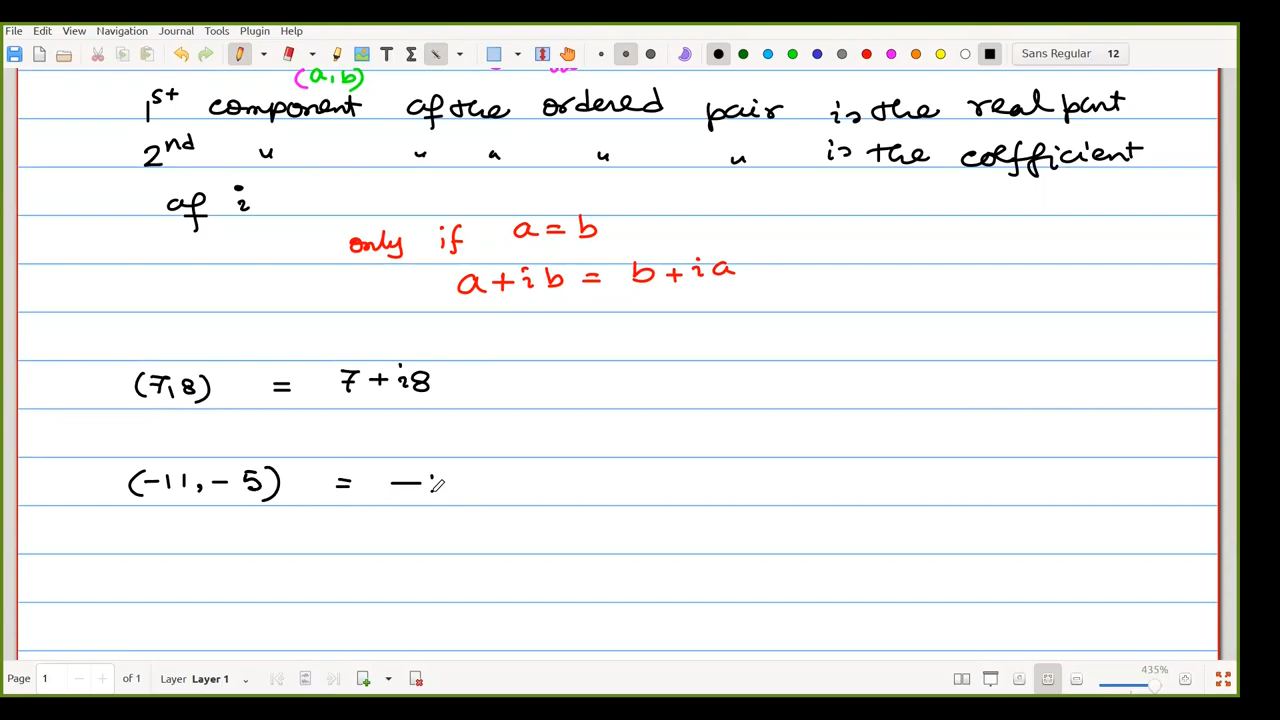 File Edit View Navigation Journal Tools Plugin Help
Sans Regular 12
(a, b)
1st component of the ordered pair is the real part
2nd " " " " " is the coefficient
of i
only if a = b
a + i b = b + i a
(7, 8) = 7 + i8
(-11, - 5) = —
Page 1 of 1 Layer Layer 1 435%